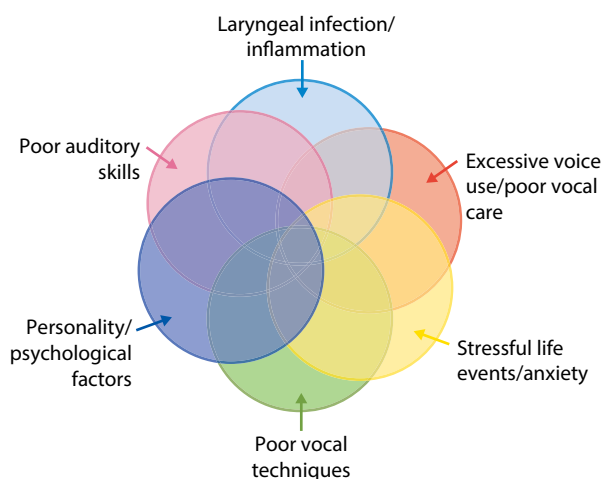 Laryngeal infection/
inflammation
Poor auditory
skills
Excessive voice
use/poor vocal
care
Personality/
psychological
factors
Stressful life
events/anxiety
Poor vocal
techniques